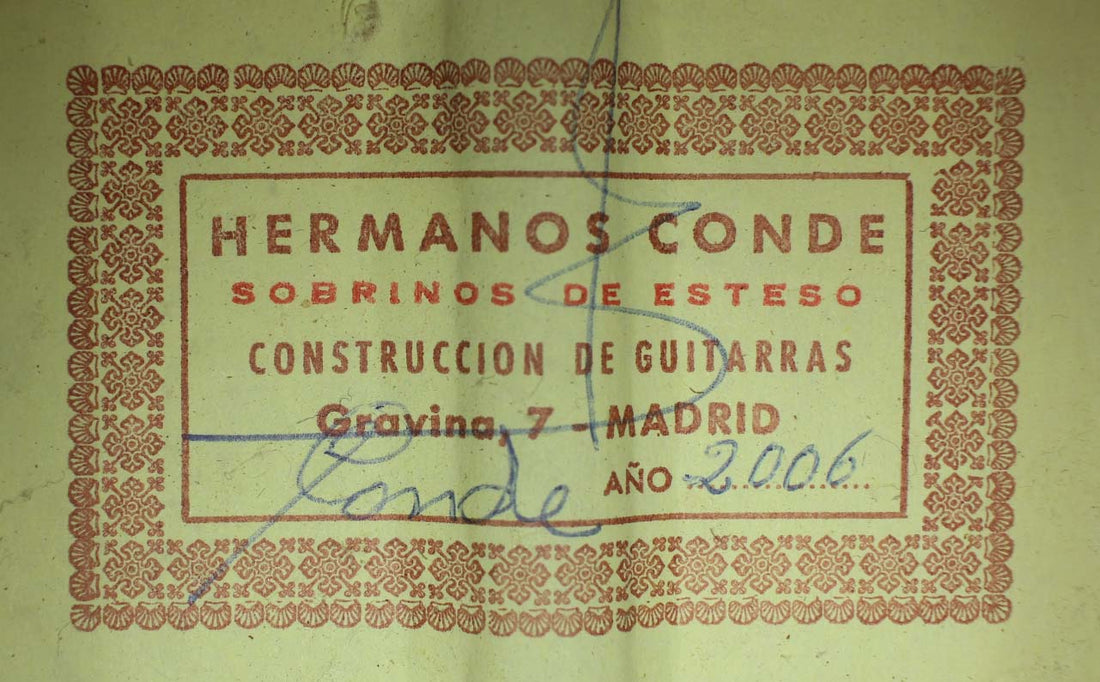 HERMANOS CONDE
SOBRINOS DE ESTESO
CONSTRUCCION DE GUITARRAS
Gravina, 7 - MADRID
AÑO 2006
Conde